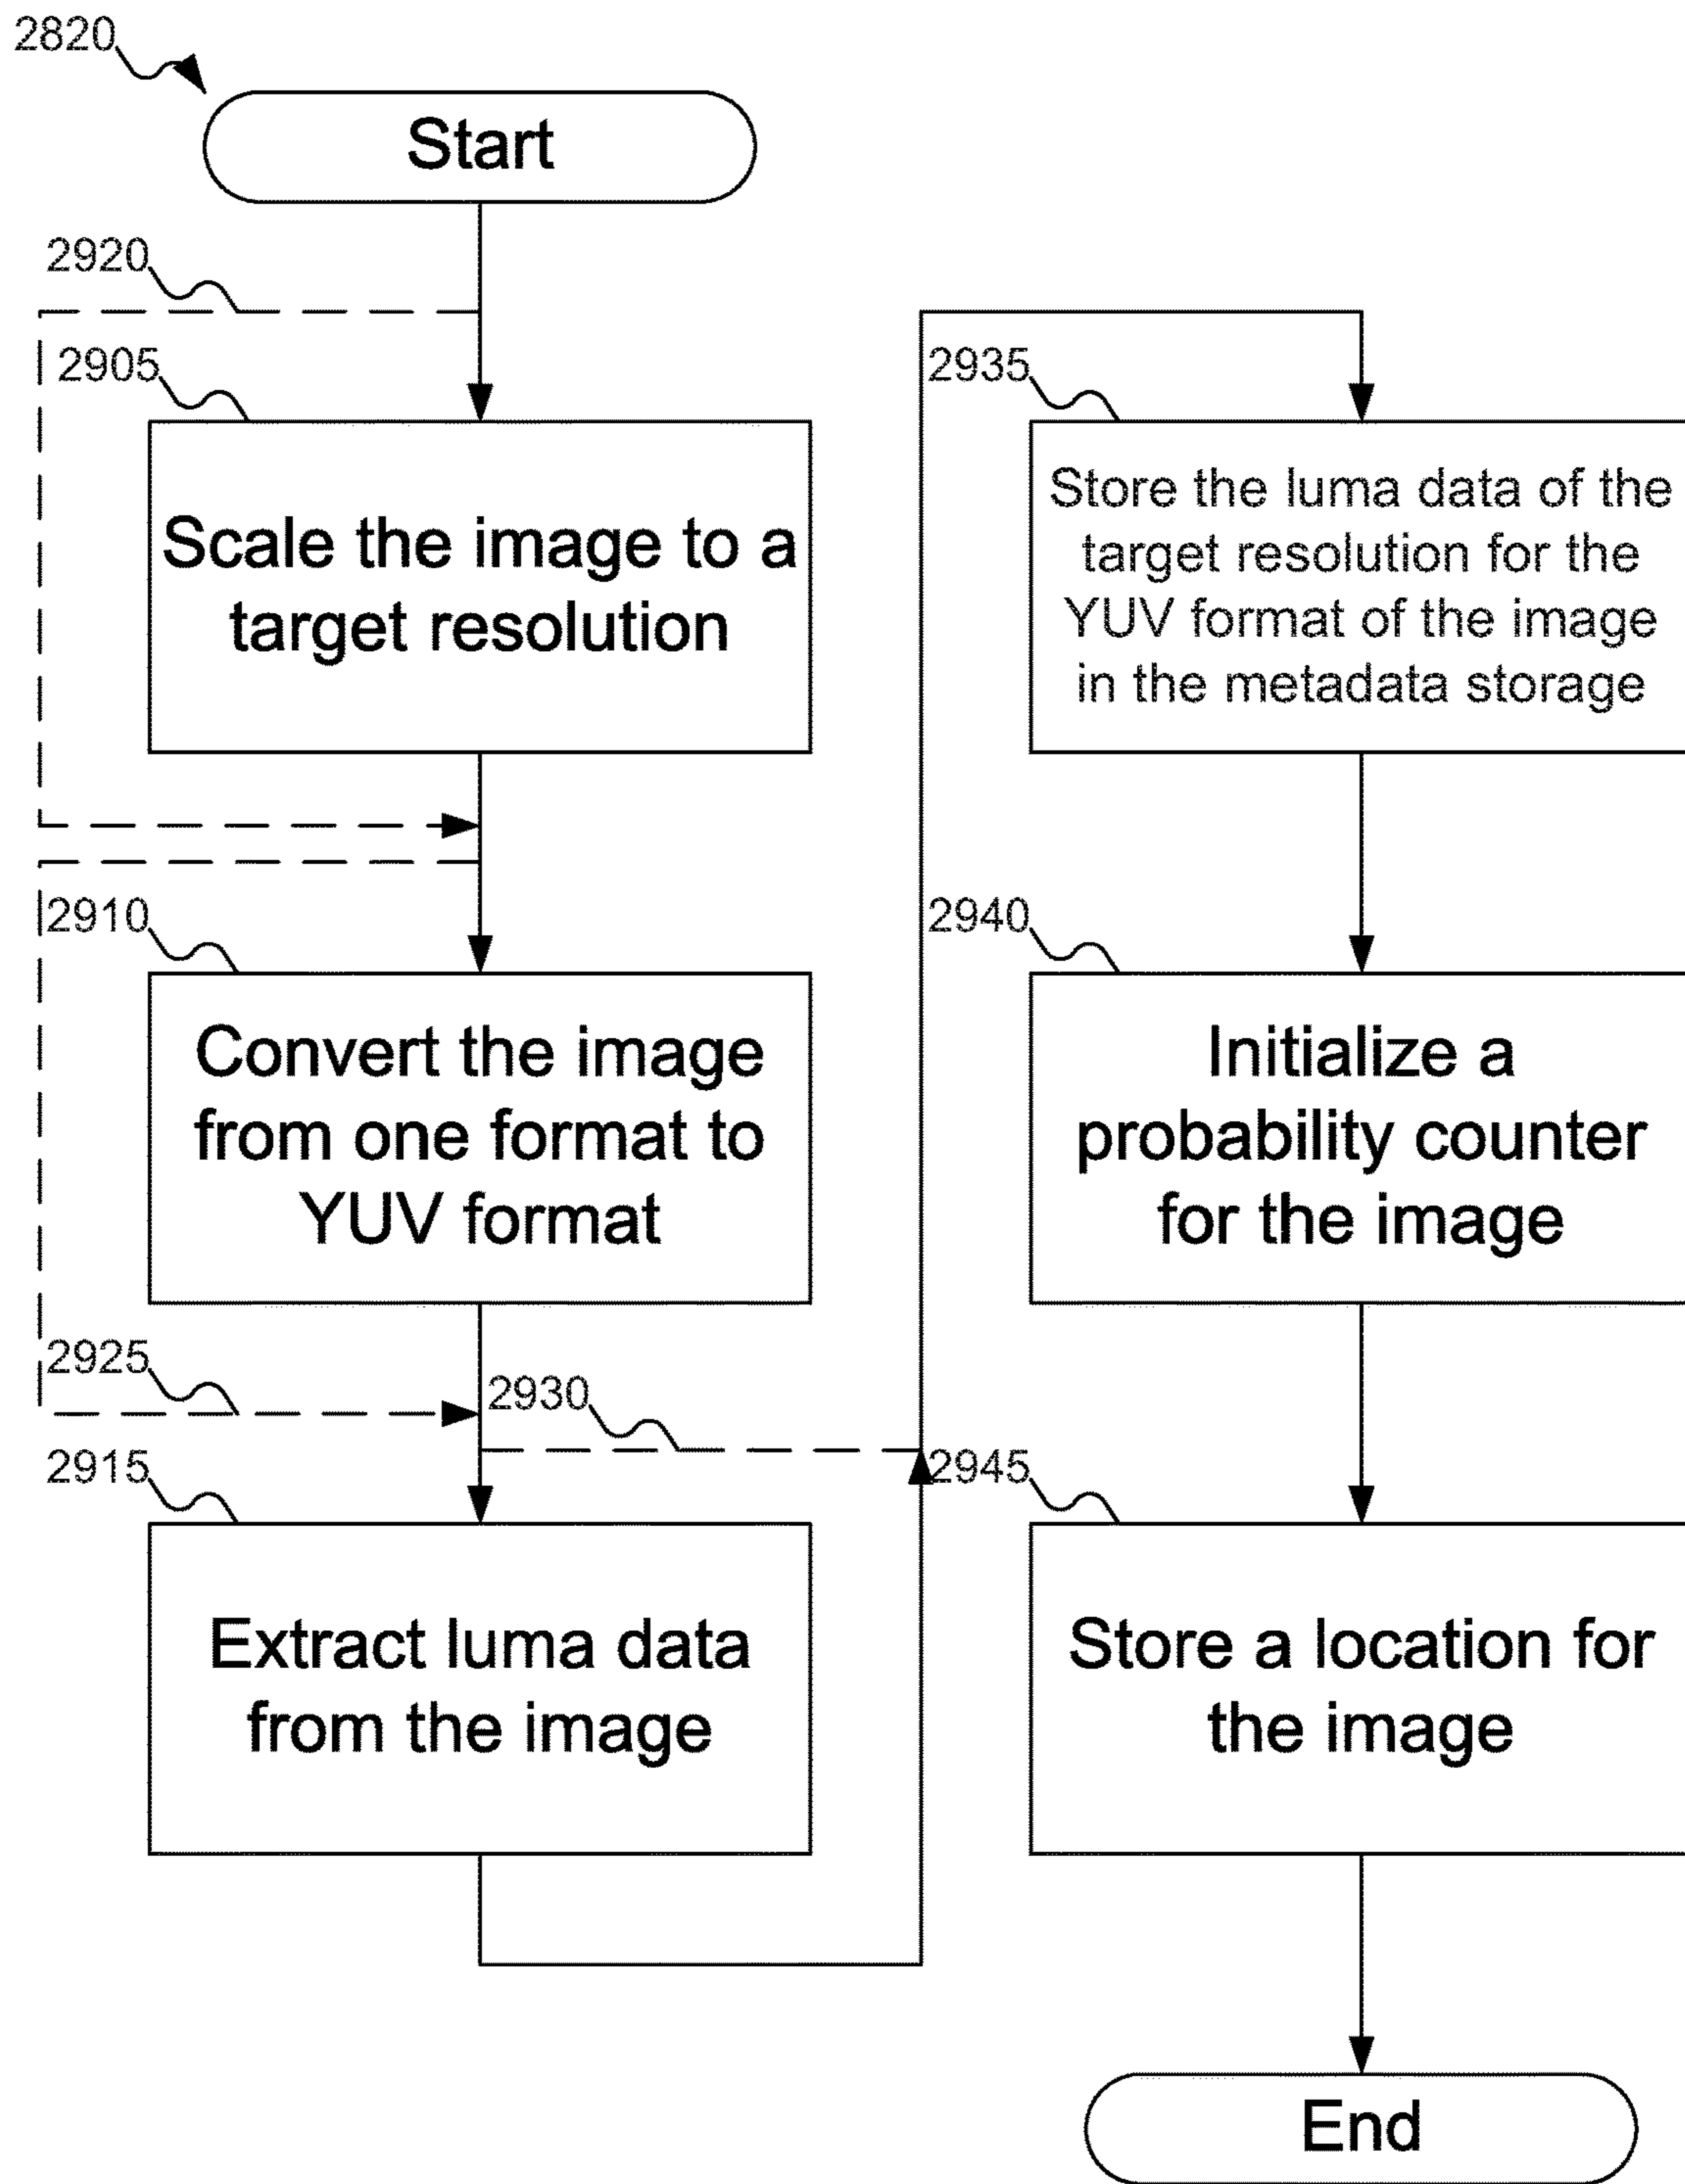 2820
Start
2920
2905
Scale the image to a
target resolution
2910
Convert the image
from one format to
YUV format
2925
2930
2915
Extract luma data
from the image
2935
Store the luma data of the
target resolution for the
YUV format of the image
in the metadata storage
2940
Initialize a
probability counter
for the image
2945
Store a location for
the image
End